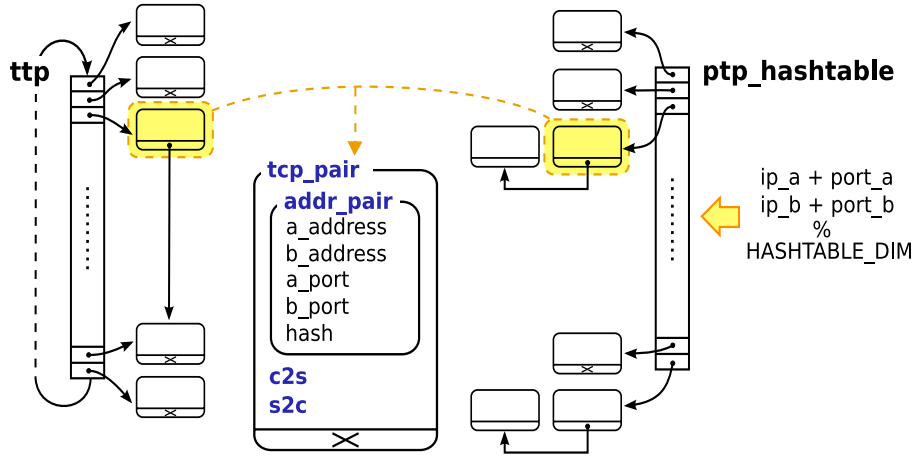 ttp
ptp_hashtable
tcp_pair
addr_pair
a_address
b_address
a_port
b_port
hash
c2s
s2c
ip_a + port_a
ip_b + port_b
%
HASHTABLE_DIM